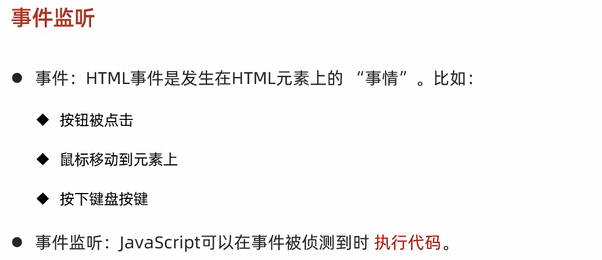 事件监听
● 事件：HTML事件是发生在HTML元素上的 “事情” 。比如：
◆ 按钮被点击
◆ 鼠标移动到元素上
◆ 按下键盘按键
● 事件监听：JavaScript可以在事件被侦测到时 执行代码。